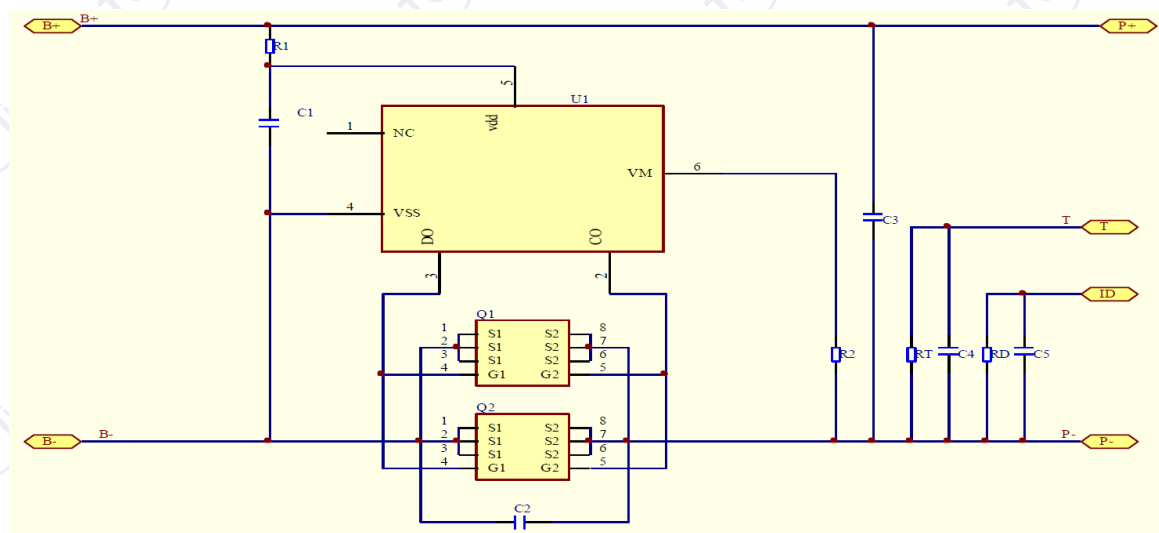 B+ B+ P+
R1
C1
U1
5
vdd
1 NC
VM 6
4 VSS
DO CO
3 2
C3
T T
ID
Q1
1 S1 S2 8
2 S1 S2 7
3 S1 S2 6
4 G1 G2 5
R2 RT C4 RD C5
Q2
1 S1 S2 8
2 S1 S2 7
3 S1 S2 6
4 G1 G2 5
B- B- P- P-
C2